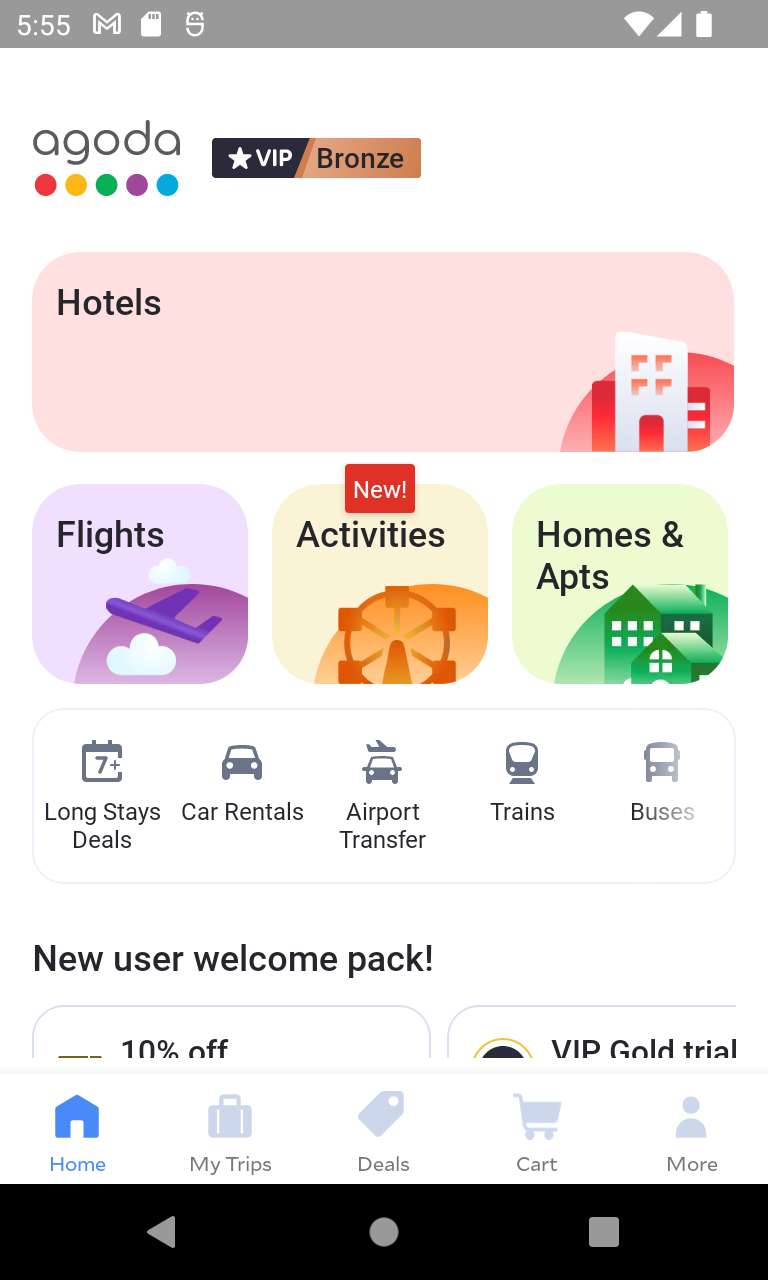 5:55
agoda
VIP Bronze
Hotels
New!
Flights
Activities
Homes &
Apts
7+
Long Stays
Deals
Car Rentals
Airport
Transfer
Trains
Buses
New user welcome pack!
10% off
VIP Gold trial
Home
My Trips
Deals
Cart
More